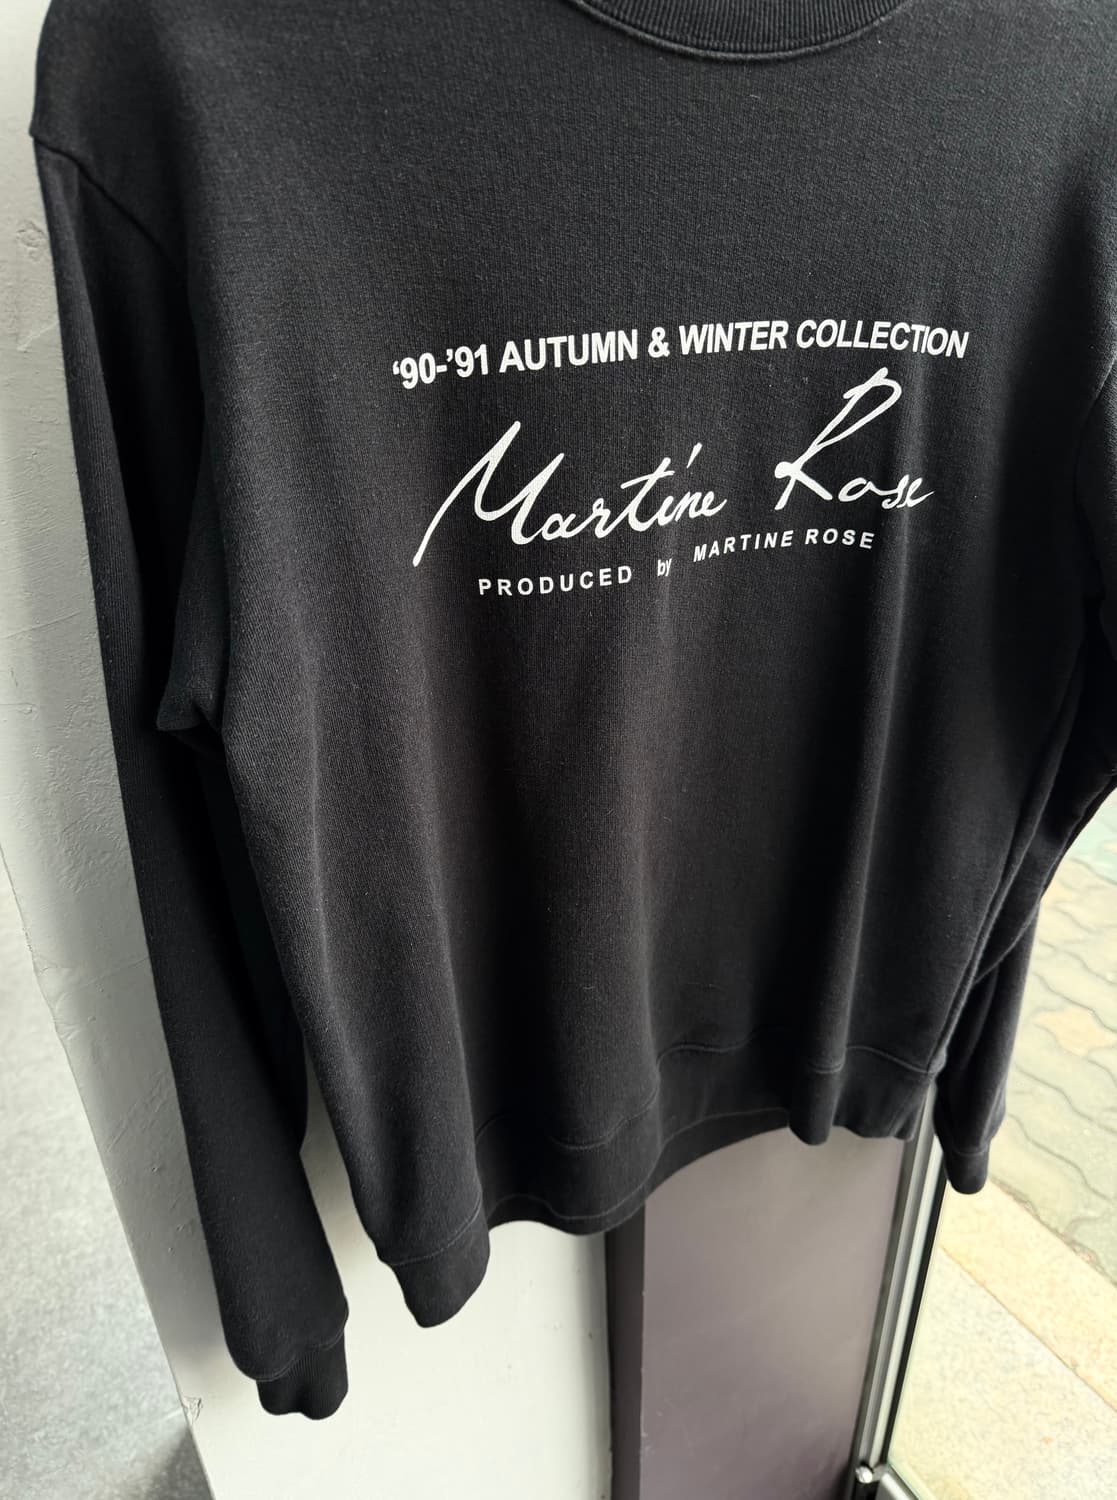 ‘90-’91 AUTUMN & WINTER COLLECTION
Martine Rose
PRODUCED by MARTINE ROSE